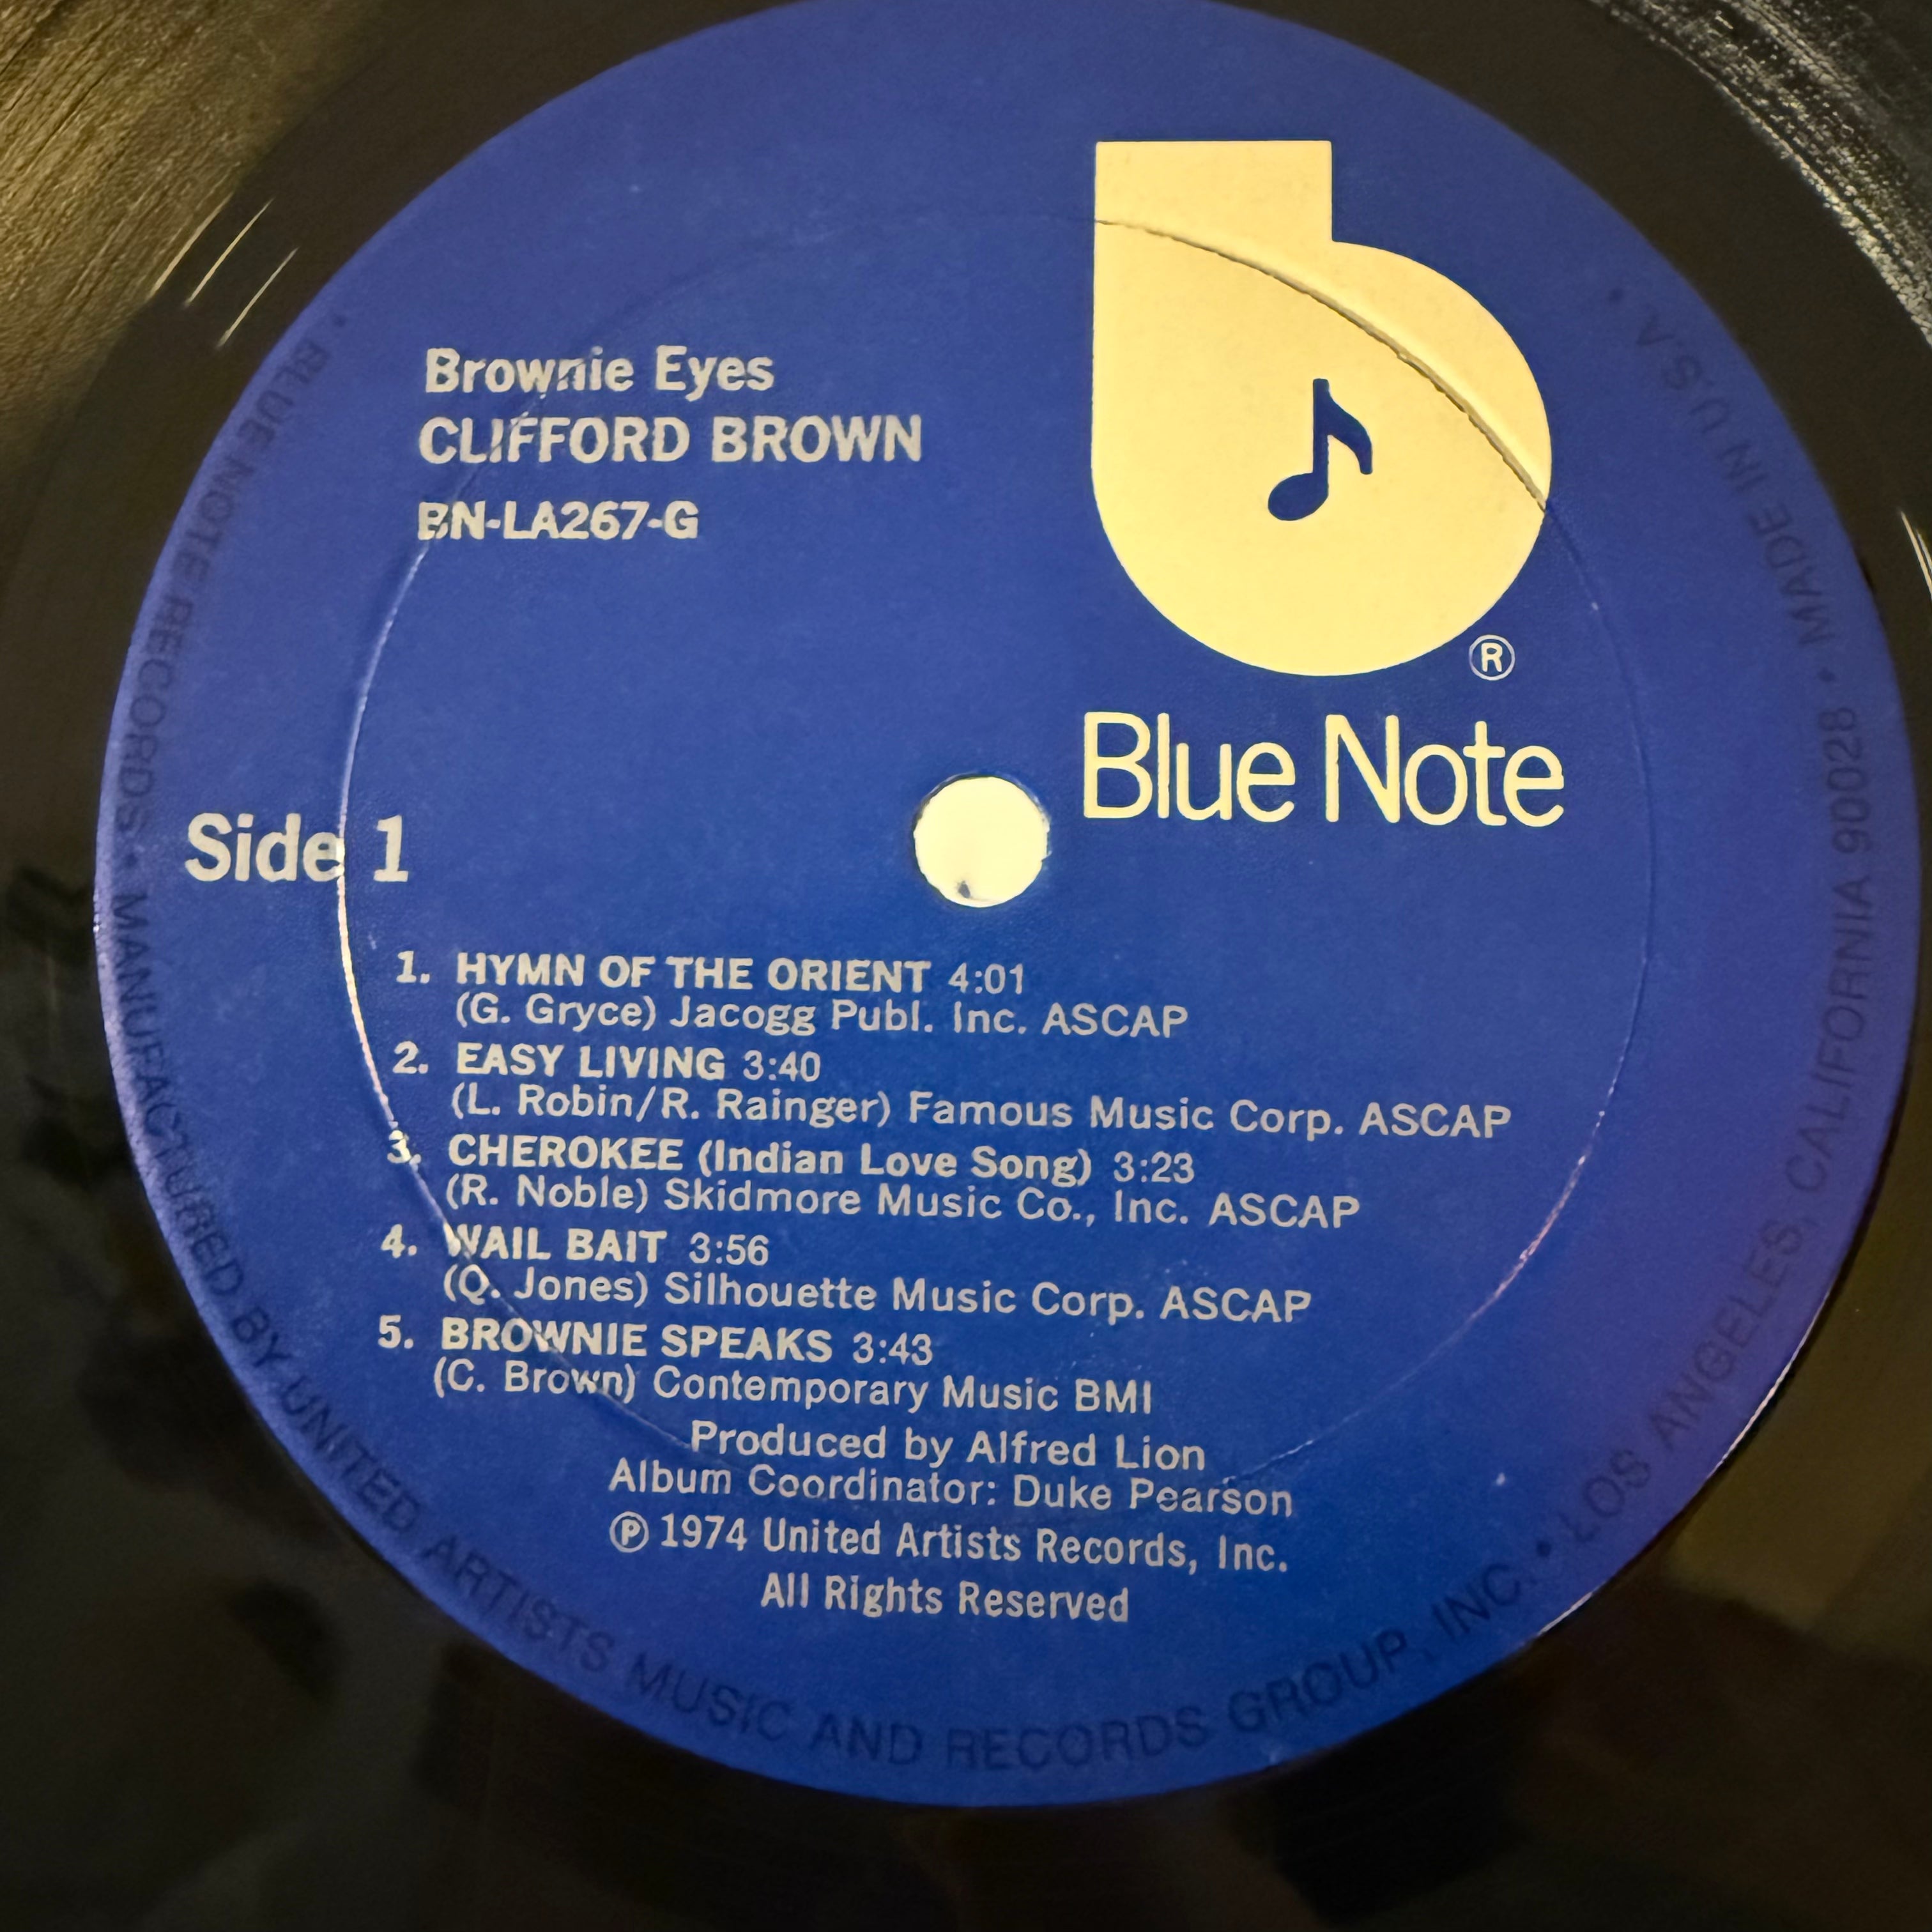 Brownie Eyes
CLIFFORD BROWN
BN-LA267-G
®
Blue Note
Side 1
1. HYMN OF THE ORIENT 4:01
(G. Gryce) Jacogg Publ. Inc. ASCAP
2. EASY LIVING 3:40
(L. Robin/R. Rainger) Famous Music Corp. ASCAP
3. CHEROKEE (Indian Love Song) 3:23
(R. Noble) Skidmore Music Co., Inc. ASCAP
4. WAIL BAIT 3:56
(Q. Jones) Silhouette Music Corp. ASCAP
5. BROWNIE SPEAKS 3:43
(C. Brown) Contemporary Music BMI
Produced by Alfred Lion
Album Coordinator: Duke Pearson
℗ 1974 United Artists Records, Inc.
All Rights Reserved
• BLUE NOTE RECORDS • MANUFACTURED BY UNITED ARTISTS MUSIC AND RECORDS GROUP, INC. • LOS ANGELES, CALIFORNIA 90028 • MADE IN U.S.A. •